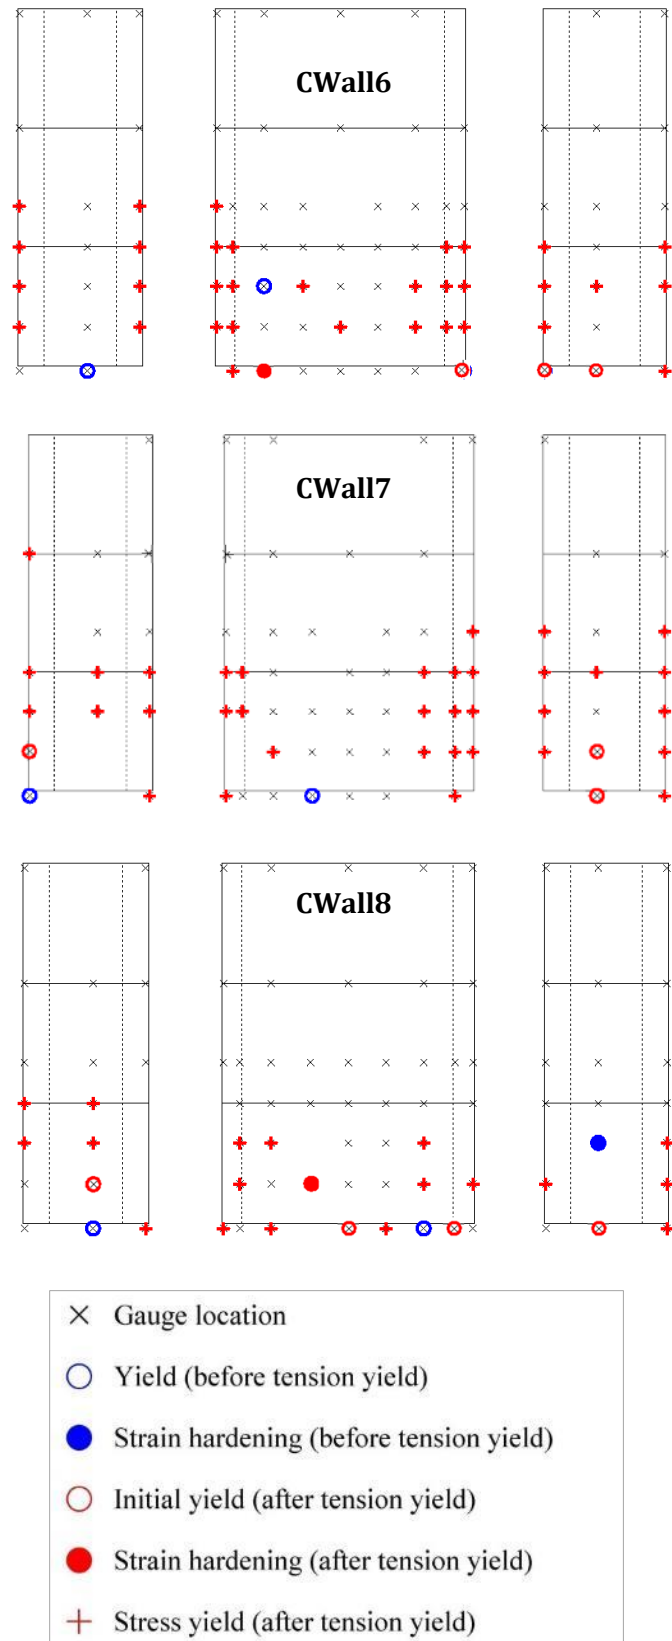 CWall6
CWall7
CWall8
Gauge location
Yield (before tension yield)
Strain hardening (before tension yield)
Initial yield (after tension yield)
Strain hardening (after tension yield)
Stress yield (after tension yield)